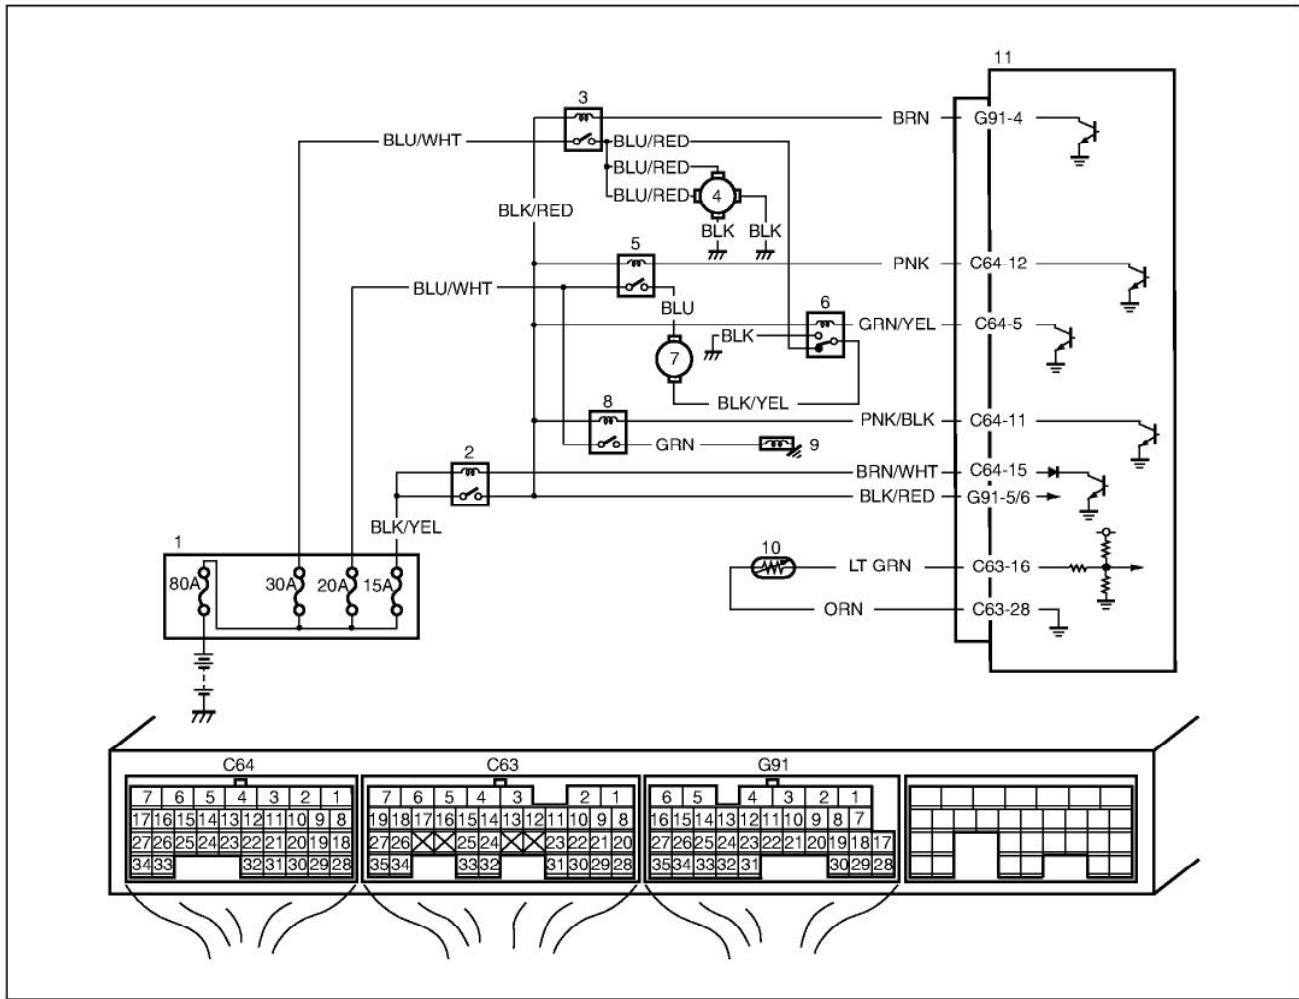 11
3
BRN G91-4
BLU/WHT BLU/RED
BLU/RED
BLU/RED 4
BLK/RED
BLK BLK
5
PNK C64-12
BLU/WHT
BLU 6
GRN/YEL C64-5
BLK
7
BLK/YEL
8
PNK/BLK C64-11
GRN 9
2
BRN/WHT C64-15
BLK/RED G91-5/6
BLK/YEL
1
10
LT GRN C63-16
80A 30A 20A 15A
ORN C63-28
C64 C63 G91
7 6 5 4 3 2 1 7 6 5 4 3 2 1 6 5 4 3 2 1
17 16 15 14 13 12 11 10 9 8 19 18 17 16 15 14 13 12 11 10 9 8 16 15 14 13 12 11 10 9 8 7
27 26 25 24 23 22 21 20 19 18 27 26 25 24 23 22 21 20 26 25 24 23 22 21 20 19 18 17
34 33 32 31 30 29 28 35 34 33 32 31 30 29 28 35 34 33 32 31 30 29 28